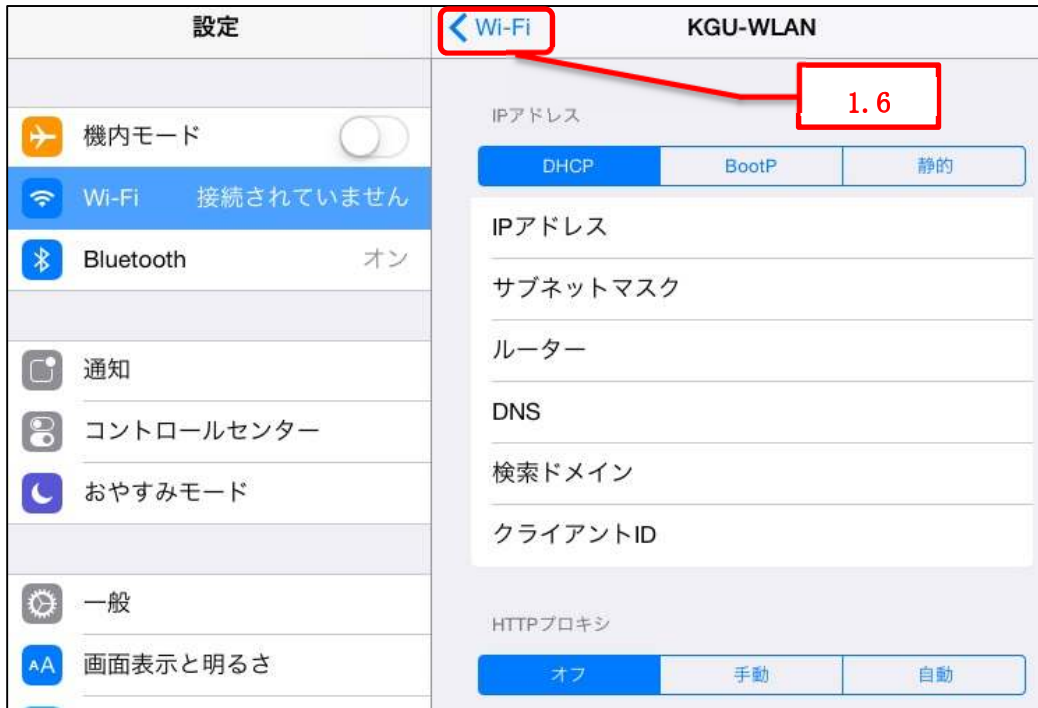 設定
機内モード
Wi-Fi 接続されていません
Bluetooth オン
通知
コントロールセンター
おやすみモード
一般
AA 画面表示と明るさ
Wi-Fi KGU-WLAN
1.6
IPアドレス
DHCP BootP 静的
IPアドレス
サブネットマスク
ルーター
DNS
検索ドメイン
クライアントID
HTTPプロキシ
オフ 手動 自動